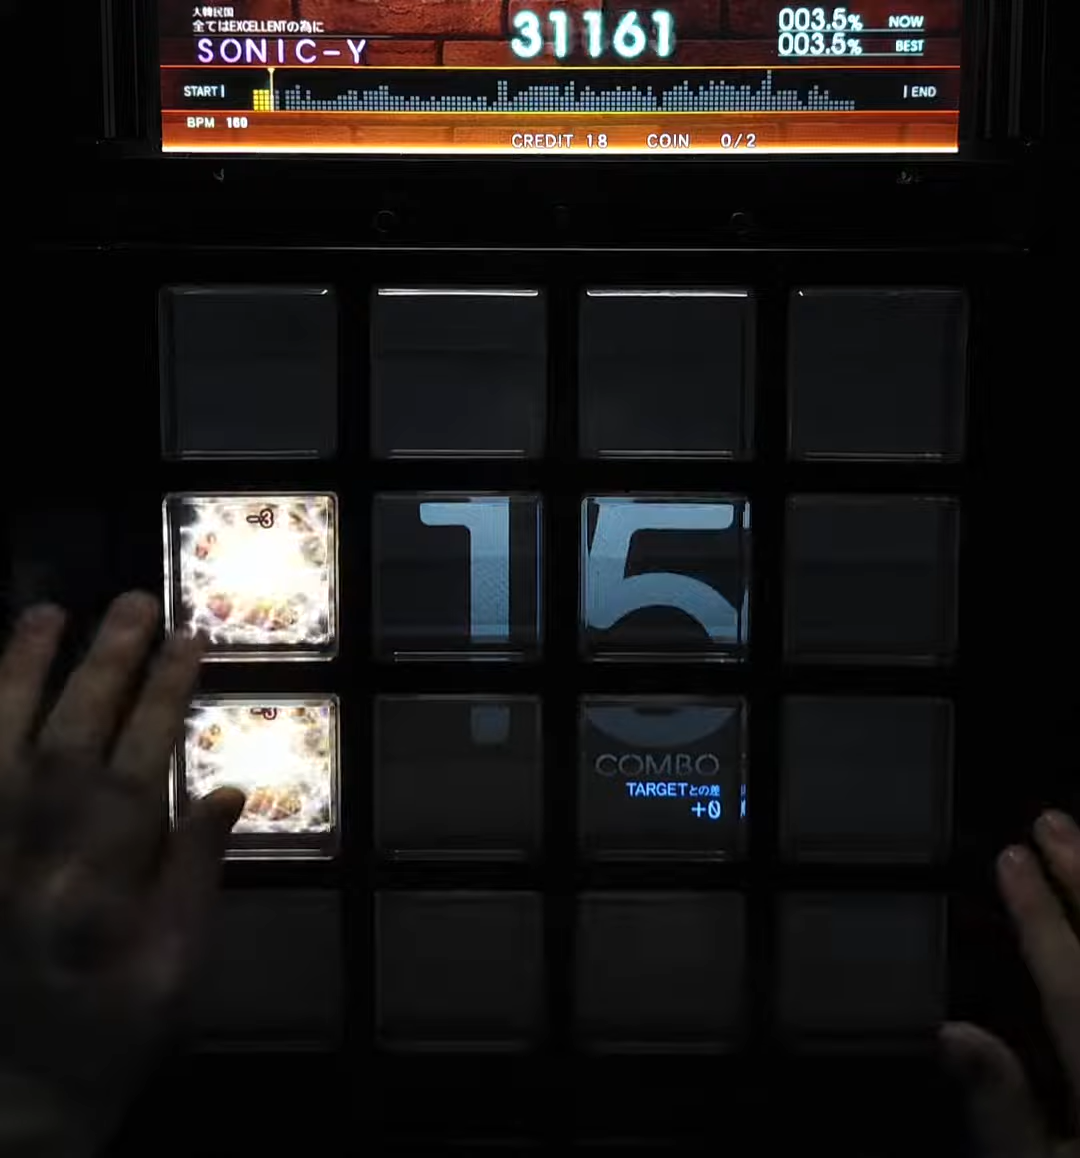 大韓民国
全てはEXCELLENTの為に
SONIC-Y
31161
003.5% NOW
003.5% BEST
START
END
BPM 160
CREDIT 18 COIN 0/2
-3
15
-3
COMBO
TARGETとの差
+0